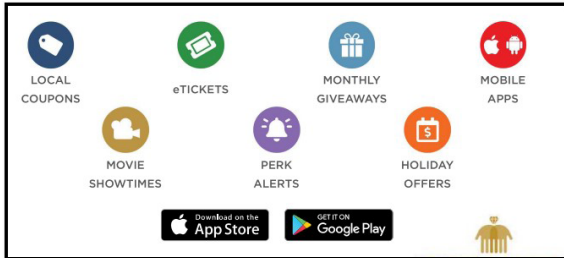 LOCAL
COUPONS
eTICKETS
MONTHLY
GIVEAWAYS
MOBILE
APPS
MOVIE
SHOWTIMES
PERK
ALERTS
HOLIDAY
OFFERS
Download on the
App Store
GET IT ON
Google Play